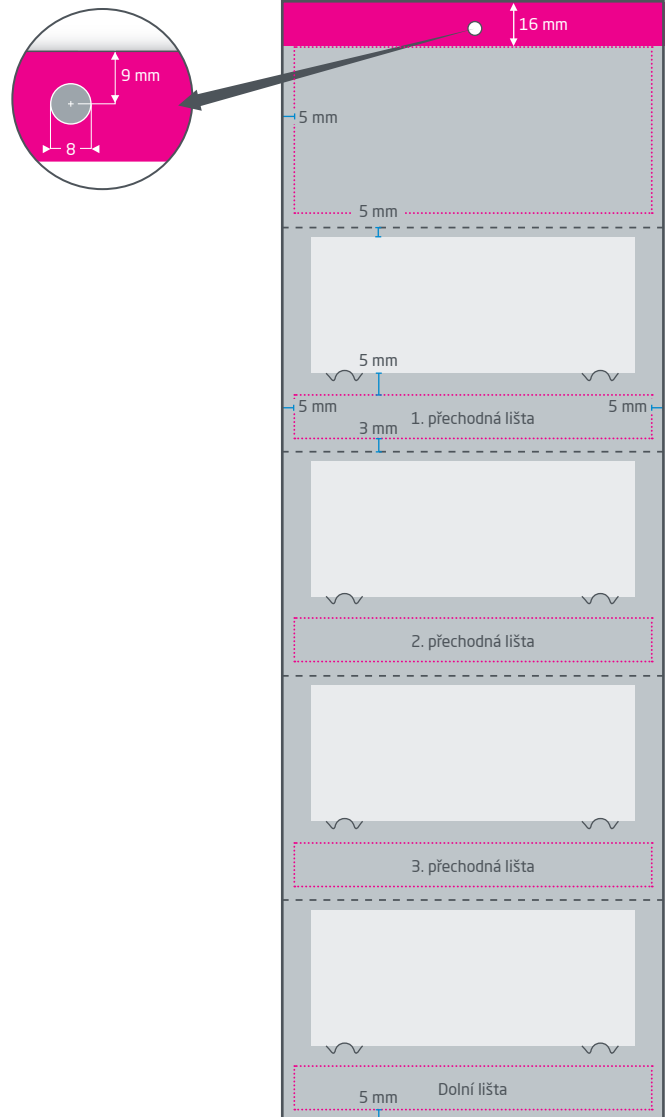 16 mm
9 mm
8
5 mm
5 mm
5 mm
5 mm
5 mm
1. přechodná lišta
3 mm
2. přechodná lišta
3. přechodná lišta
Dolní lišta
5 mm